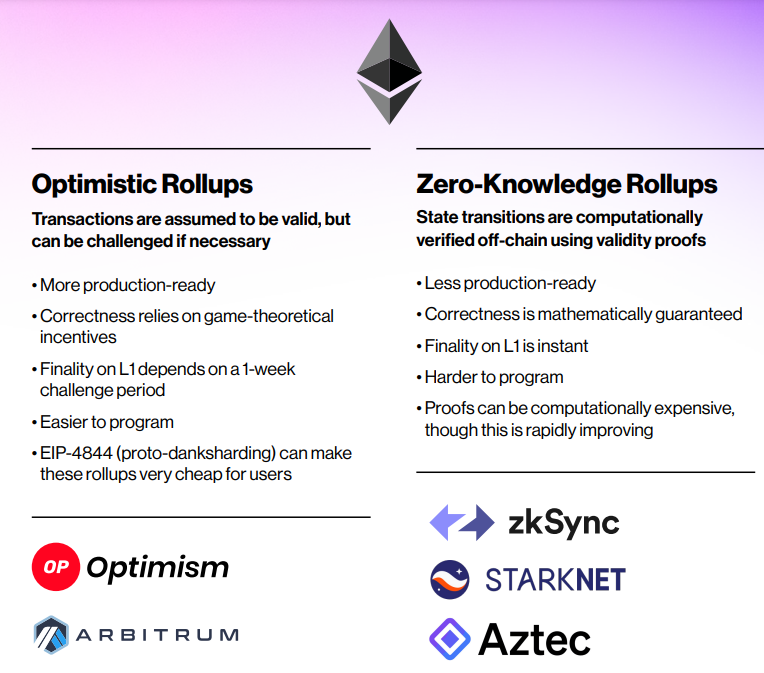 Optimistic Rollups
Transactions are assumed to be valid, but
can be challenged if necessary
• More production-ready
• Correctness relies on game-theoretical
incentives
• Finality on L1 depends on a 1-week
challenge period
• Easier to program
• EIP-4844 (proto-danksharding) can make
these rollups very cheap for users
OP Optimism
ARBITRUM
Zero-Knowledge Rollups
State transitions are computationally
verified off-chain using validity proofs
• Less production-ready
• Correctness is mathematically guaranteed
• Finality on L1 is instant
• Harder to program
• Proofs can be computationally expensive,
though this is rapidly improving
zkSync
STARKNET
Aztec